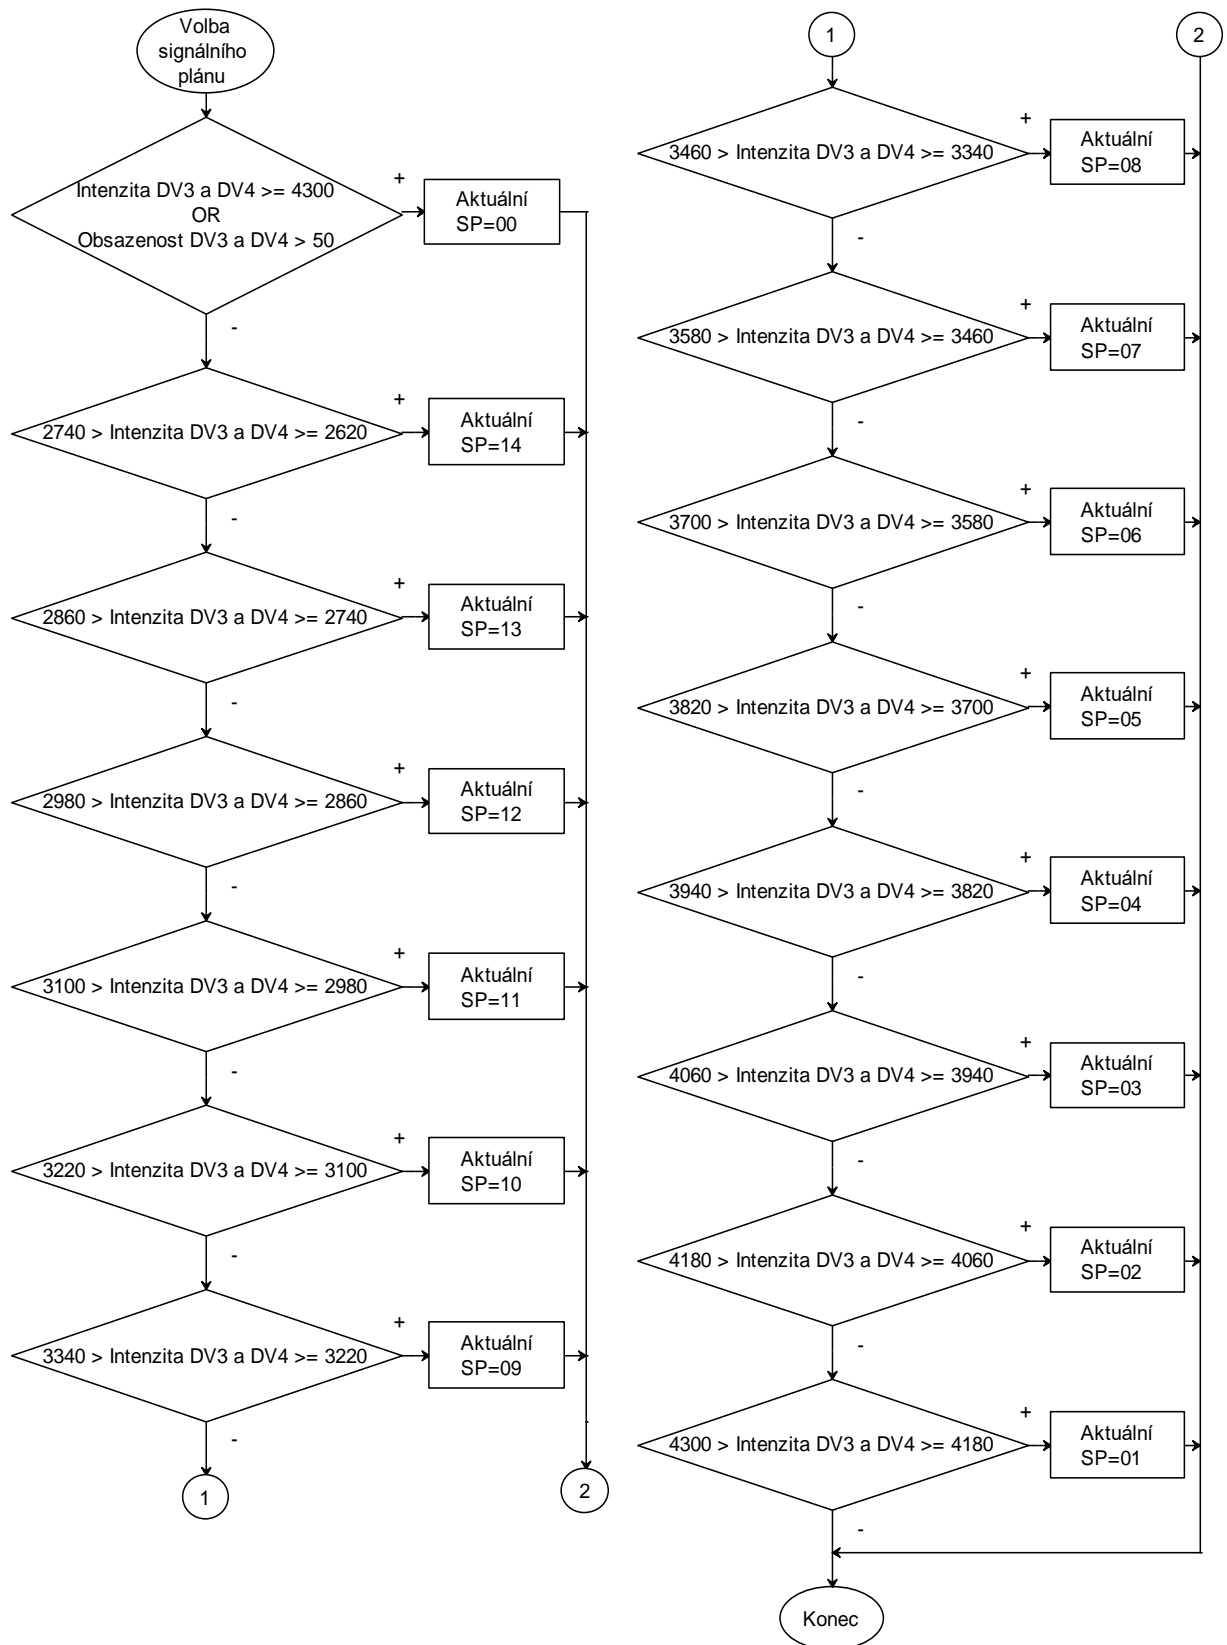 Volba
signálního
plánu
Intenzita DV3 a DV4 >= 4300
OR
Obsazenost DV3 a DV4 > 50
+
Aktuální
SP=00
-
2740 > Intenzita DV3 a DV4 >= 2620
+
Aktuální
SP=14
-
2860 > Intenzita DV3 a DV4 >= 2740
+
Aktuální
SP=13
-
2980 > Intenzita DV3 a DV4 >= 2860
+
Aktuální
SP=12
-
3100 > Intenzita DV3 a DV4 >= 2980
+
Aktuální
SP=11
-
3220 > Intenzita DV3 a DV4 >= 3100
+
Aktuální
SP=10
-
3340 > Intenzita DV3 a DV4 >= 3220
+
Aktuální
SP=09
-
1
2
1
2
3460 > Intenzita DV3 a DV4 >= 3340
+
Aktuální
SP=08
-
3580 > Intenzita DV3 a DV4 >= 3460
+
Aktuální
SP=07
-
3700 > Intenzita DV3 a DV4 >= 3580
+
Aktuální
SP=06
-
3820 > Intenzita DV3 a DV4 >= 3700
+
Aktuální
SP=05
-
3940 > Intenzita DV3 a DV4 >= 3820
+
Aktuální
SP=04
-
4060 > Intenzita DV3 a DV4 >= 3940
+
Aktuální
SP=03
-
4180 > Intenzita DV3 a DV4 >= 4060
+
Aktuální
SP=02
-
4300 > Intenzita DV3 a DV4 >= 4180
+
Aktuální
SP=01
-
Konec